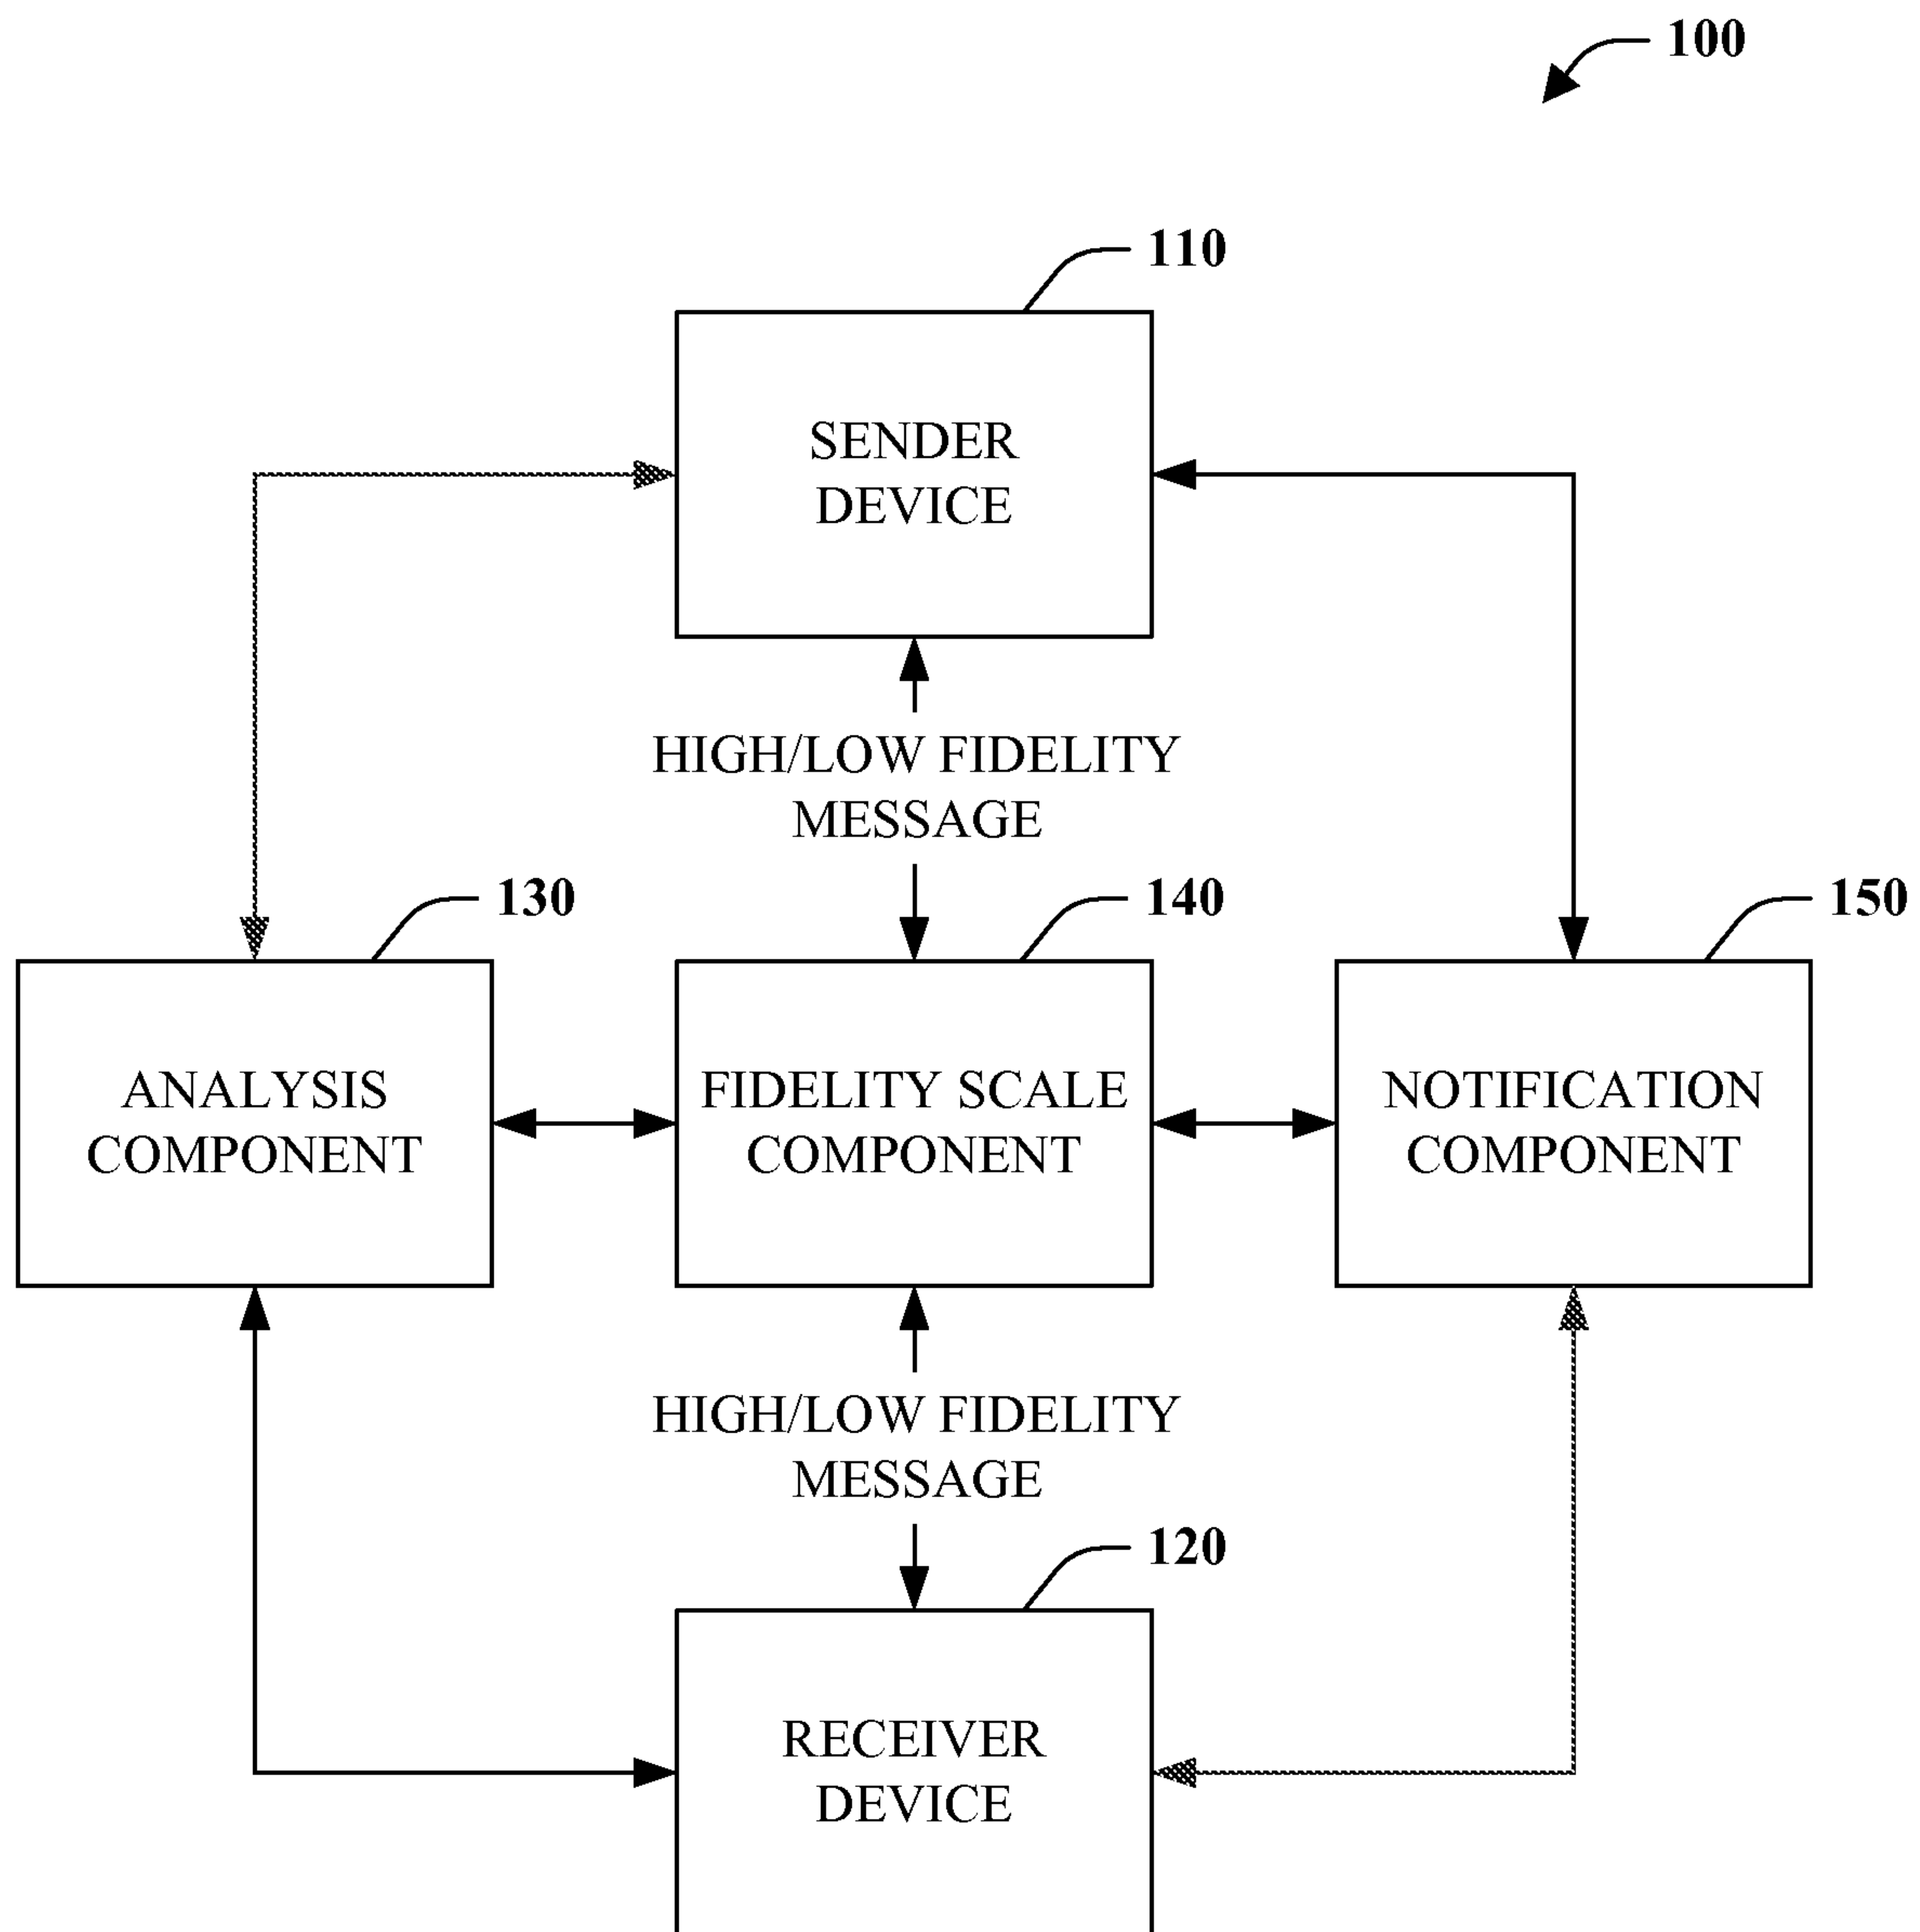 100
110
SENDER
DEVICE
HIGH/LOW FIDELITY
MESSAGE
130
140
150
ANALYSIS
COMPONENT
FIDELITY SCALE
COMPONENT
NOTIFICATION
COMPONENT
HIGH/LOW FIDELITY
MESSAGE
120
RECEIVER
DEVICE